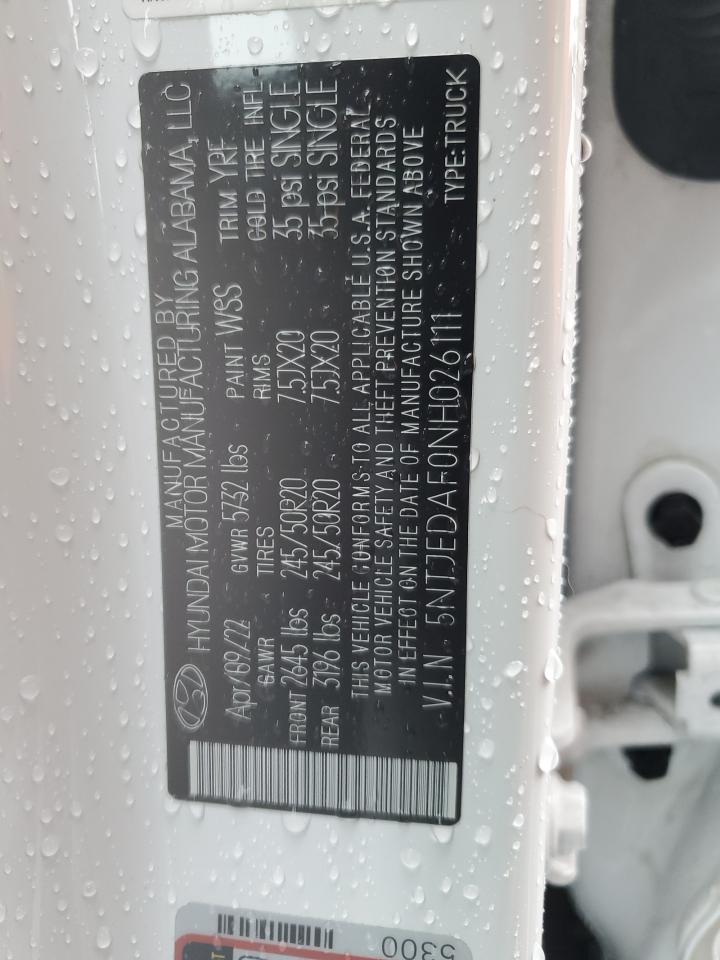 MANUFACTURED BY
HYUNDAI MOTOR MANUFACTURING ALABAMA, LLC
Apr/09/22 GVWR 5732 lbs PAINT WSS TRIM YRF
GAWR TIRES RIMS COLD TIRE INFL
FRONT 2645 lbs 245/50R20 7.5JX20 35 psi SINGLE
REAR 3196 lbs 245/50R20 7.5JX20 35 psi SINGLE
THIS VEHICLE CONFORMS TO ALL APPLICABLE U.S.A. FEDERAL
MOTOR VEHICLE SAFETY AND THEFT PREVENTION STANDARDS
IN EFFECT ON THE DATE OF MANUFACTURE SHOWN ABOVE
V.I.N 5NTJEDAF0NH026111 TYPE:TRUCK
5300